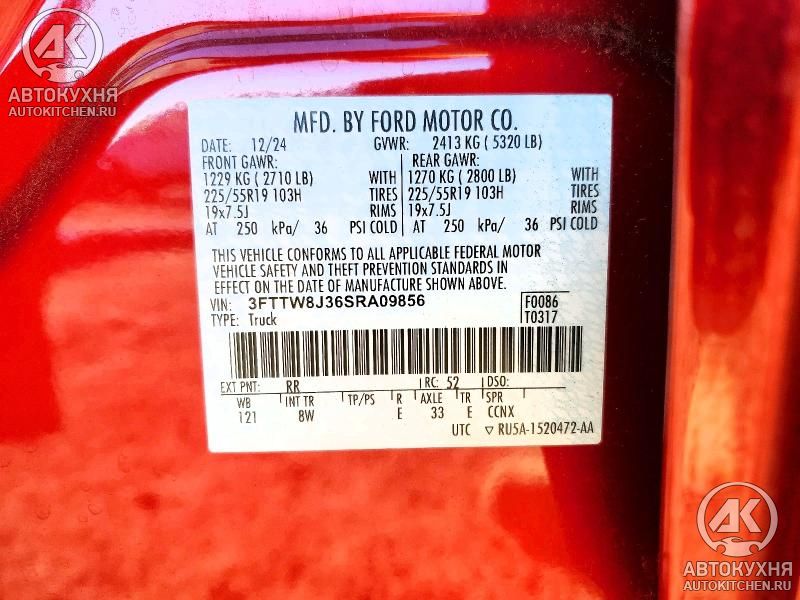 АК
АВТОКУХНЯ
AUTOKITCHEN.RU
MFD. BY FORD MOTOR CO.
DATE: 12/24 GVWR: 2413 KG ( 5320 LB)
FRONT GAWR: REAR GAWR:
1229 KG ( 2710 LB) WITH 1270 KG ( 2800 LB) WITH
225/55R19 103H TIRES 225/55R19 103H TIRES
19x7.5J RIMS 19x7.5J RIMS
AT 250 kPa/ 36 PSI COLD AT 250 kPa/ 36 PSI COLD
THIS VEHICLE CONFORMS TO ALL APPLICABLE FEDERAL MOTOR
VEHICLE SAFETY AND THEFT PREVENTION STANDARDS IN
EFFECT ON THE DATE OF MANUFACTURE SHOWN ABOVE.
VIN: 3FTTW8J36SRA09856 F0086
TYPE: Truck T0317
EXT PNT: RR RC: 52 DSO:
WB INT TR TP/PS R AXLE TR SPR
121 8W E 33 E CCNX
UTC ▽ RU5A-1520472-AA
АК
АВТОКУХНЯ
AUTOKITCHEN.RU